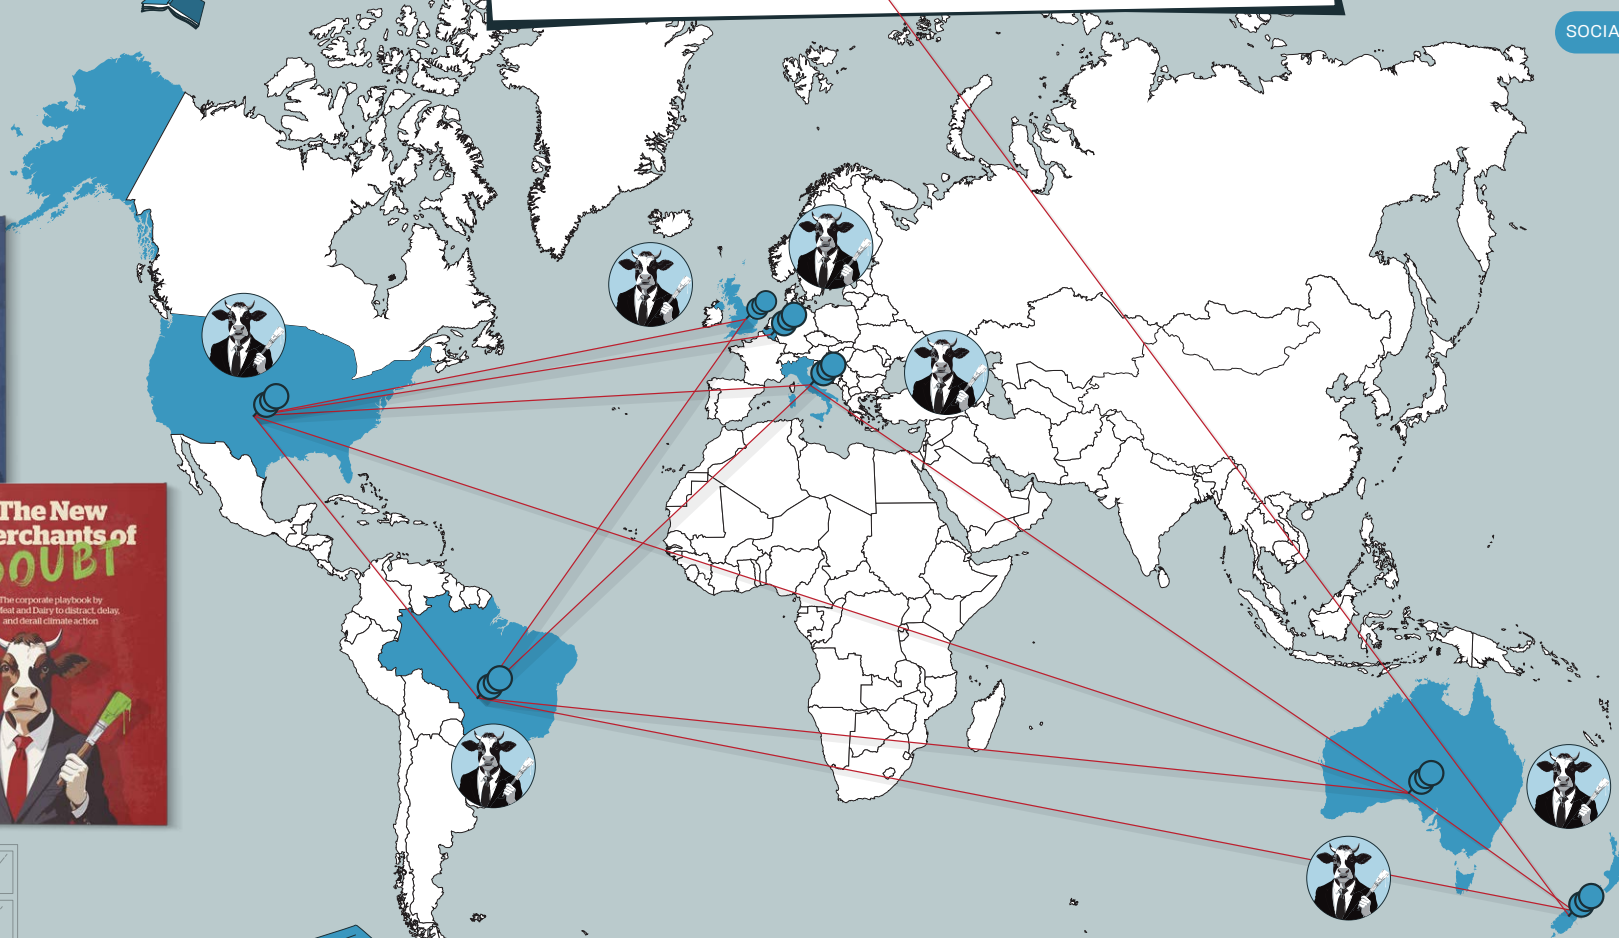 SOCIA
The New
erchants of
OUBT
The corporate playbook by
Meat and Dairy to distract, delay,
and derail climate action